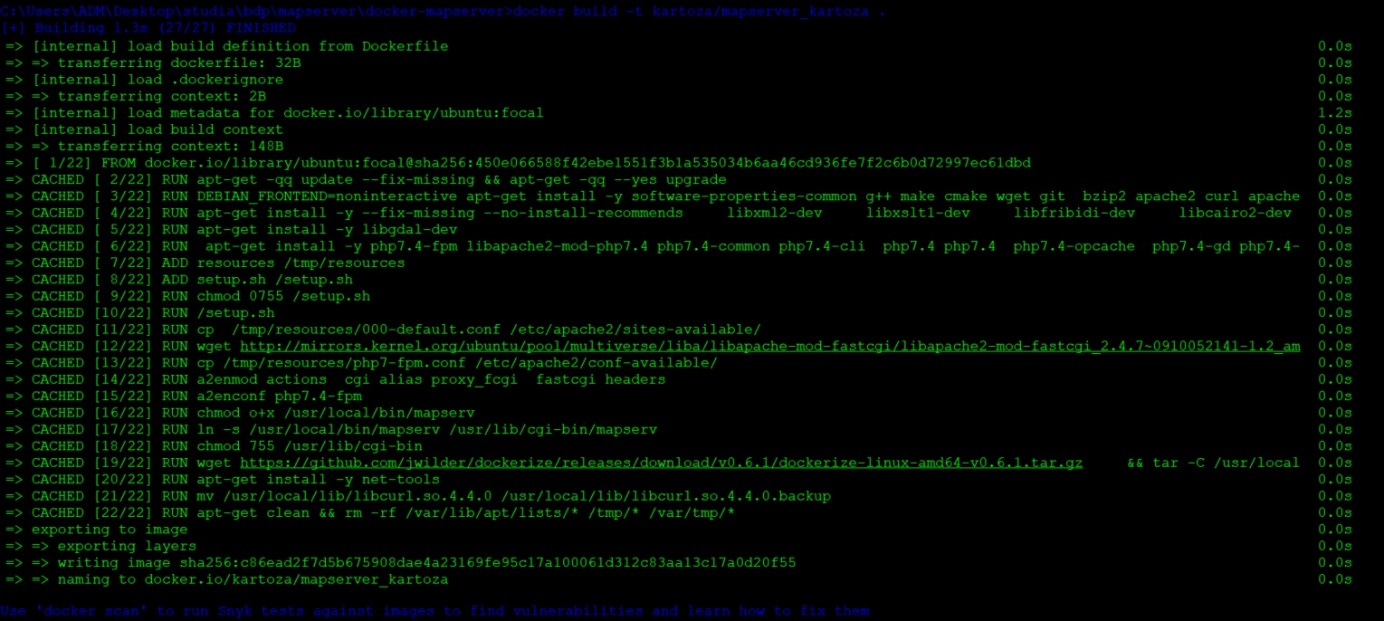 C:\Users\ADM\Desktop\studia\bdp\mapserver\docker-mapserver>docker build -t kartoza/mapserver_kartoza .
[+] Building 1.3s (27/27) FINISHED
=> [internal] load build definition from Dockerfile 0.0s
=> => transferring dockerfile: 32B 0.0s
=> [internal] load .dockerignore 0.0s
=> => transferring context: 2B 0.0s
=> [internal] load metadata for docker.io/library/ubuntu:focal 1.2s
=> [internal] load build context 0.0s
=> => transferring context: 148B 0.0s
=> [ 1/22] FROM docker.io/library/ubuntu:focal@sha256:450e066588f42ebe1551f3b1a535034b6aa46cd936fe7f2c6b0d72997ec61dbd 0.0s
=> CACHED [ 2/22] RUN apt-get -qq update --fix-missing && apt-get -qq --yes upgrade 0.0s
=> CACHED [ 3/22] RUN DEBIAN_FRONTEND=noninteractive apt-get install -y software-properties-common g++ make cmake wget git  bzip2 apache2 curl apache 0.0s
=> CACHED [ 4/22] RUN apt-get install -y --fix-missing --no-install-recommends     libxml2-dev     libxslt1-dev     libfribidi-dev     libcairo2-dev 0.0s
=> CACHED [ 5/22] RUN apt-get install -y libgdal-dev 0.0s
=> CACHED [ 6/22] RUN  apt-get install -y php7.4-fpm libapache2-mod-php7.4 php7.4-common php7.4-cli  php7.4 php7.4  php7.4-opcache  php7.4-gd php7.4- 0.0s
=> CACHED [ 7/22] ADD resources /tmp/resources 0.0s
=> CACHED [ 8/22] ADD setup.sh /setup.sh 0.0s
=> CACHED [ 9/22] RUN chmod 0755 /setup.sh 0.0s
=> CACHED [10/22] RUN /setup.sh 0.0s
=> CACHED [11/22] RUN cp  /tmp/resources/000-default.conf /etc/apache2/sites-available/ 0.0s
=> CACHED [12/22] RUN wget http://mirrors.kernel.org/ubuntu/pool/multiverse/liba/libapache-mod-fastcgi/libapache2-mod-fastcgi_2.4.7~0910052141-1.2_am 0.0s
=> CACHED [13/22] RUN cp /tmp/resources/php7-fpm.conf /etc/apache2/conf-available/ 0.0s
=> CACHED [14/22] RUN a2enmod actions  cgi alias proxy_fcgi  fastcgi headers 0.0s
=> CACHED [15/22] RUN a2enconf php7.4-fpm 0.0s
=> CACHED [16/22] RUN chmod o+x /usr/local/bin/mapserv 0.0s
=> CACHED [17/22] RUN ln -s /usr/local/bin/mapserv /usr/lib/cgi-bin/mapserv 0.0s
=> CACHED [18/22] RUN chmod 755 /usr/lib/cgi-bin 0.0s
=> CACHED [19/22] RUN wget https://github.com/jwilder/dockerize/releases/download/v0.6.1/dockerize-linux-amd64-v0.6.1.tar.gz     && tar -C /usr/local 0.0s
=> CACHED [20/22] RUN apt-get install -y net-tools 0.0s
=> CACHED [21/22] RUN mv /usr/local/lib/libcurl.so.4.4.0 /usr/local/lib/libcurl.so.4.4.0.backup 0.0s
=> CACHED [22/22] RUN apt-get clean && rm -rf /var/lib/apt/lists/* /tmp/* /var/tmp/* 0.0s
=> exporting to image 0.0s
=> => exporting layers 0.0s
=> => writing image sha256:c86ead2f7d5b675908dae4a23169fe95c17a100061d312c83aa13c17a0d20f55 0.0s
=> => naming to docker.io/kartoza/mapserver_kartoza 0.0s
Use 'docker scan' to run Snyk tests against images to find vulnerabilities and learn how to fix them